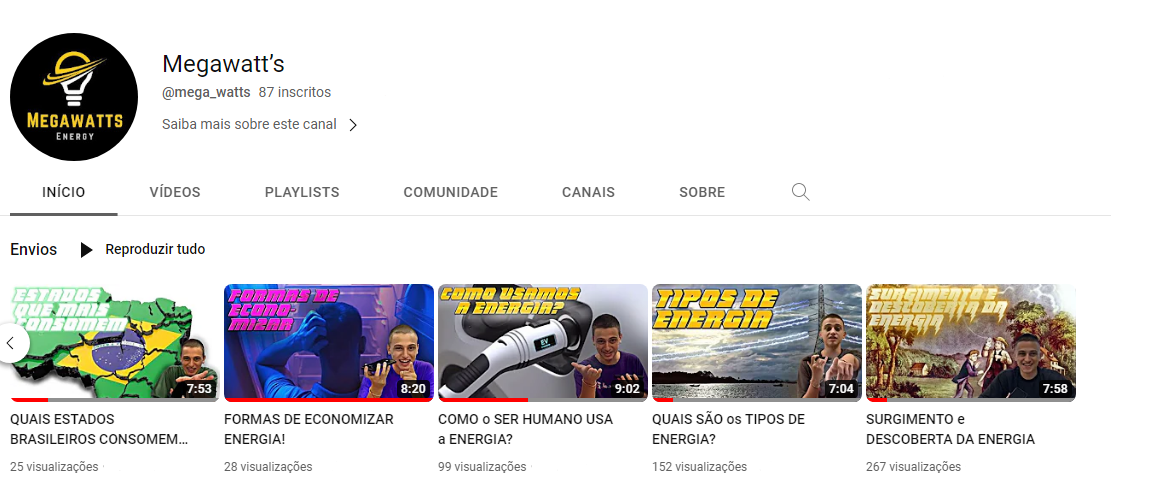 MEGAWATTS
ENERGY
Megawatt’s
@mega_watts 87 inscritos
Saiba mais sobre este canal
INÍCIO VÍDEOS PLAYLISTS COMUNIDADE CANAIS SOBRE
Envios Reproduzir tudo
ESTADOS
QUE MAIS
CONSOMEM
7:53
FORMAS DE
ECONO-
MIZAR
8:20
COMO USAMOS
A ENERGIA?
EV
9:02
TIPOS DE
ENERGIA
7:04
SURGIMENTO E
DESCOBERTA DA
ENERGIA
7:58
QUAIS ESTADOS
BRASILEIROS CONSOMEM...
25 visualizações
FORMAS DE ECONOMIZAR
ENERGIA!
28 visualizações
COMO o SER HUMANO USA
a ENERGIA?
99 visualizações
QUAIS SÃO os TIPOS DE
ENERGIA?
152 visualizações
SURGIMENTO e
DESCOBERTA DA ENERGIA
267 visualizações